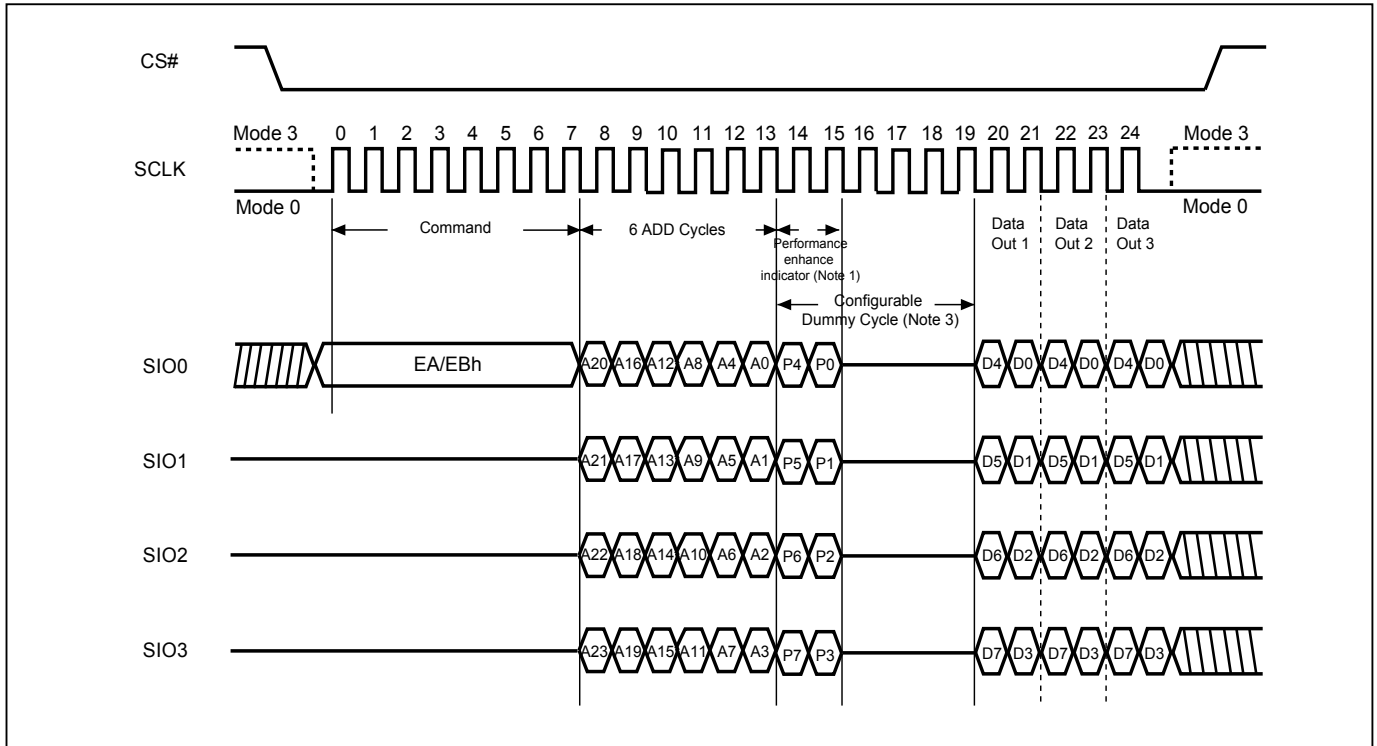 CS#
Mode 3 0 1 2 3 4 5 6 7 8 9 10 11 12 13 14 15 16 17 18 19 20 21 22 23 24 Mode 3
SCLK
Mode 0 Mode 0
Command 6 ADD Cycles
Performance
enhance
indicator (Note 1)
Data
Out 1
Data
Out 2
Data
Out 3
Configurable
Dummy Cycle (Note 3)
SIO0 EA/EBh A20 A16 A12 A8 A4 A0 P4 P0 D4 D0 D4 D0 D4 D0
SIO1 A21 A17 A13 A9 A5 A1 P5 P1 D5 D1 D5 D1 D5 D1
SIO2 A22 A18 A14 A10 A6 A2 P6 P2 D6 D2 D6 D2 D6 D2
SIO3 A23 A19 A15 A11 A7 A3 P7 P3 D7 D3 D7 D3 D7 D3